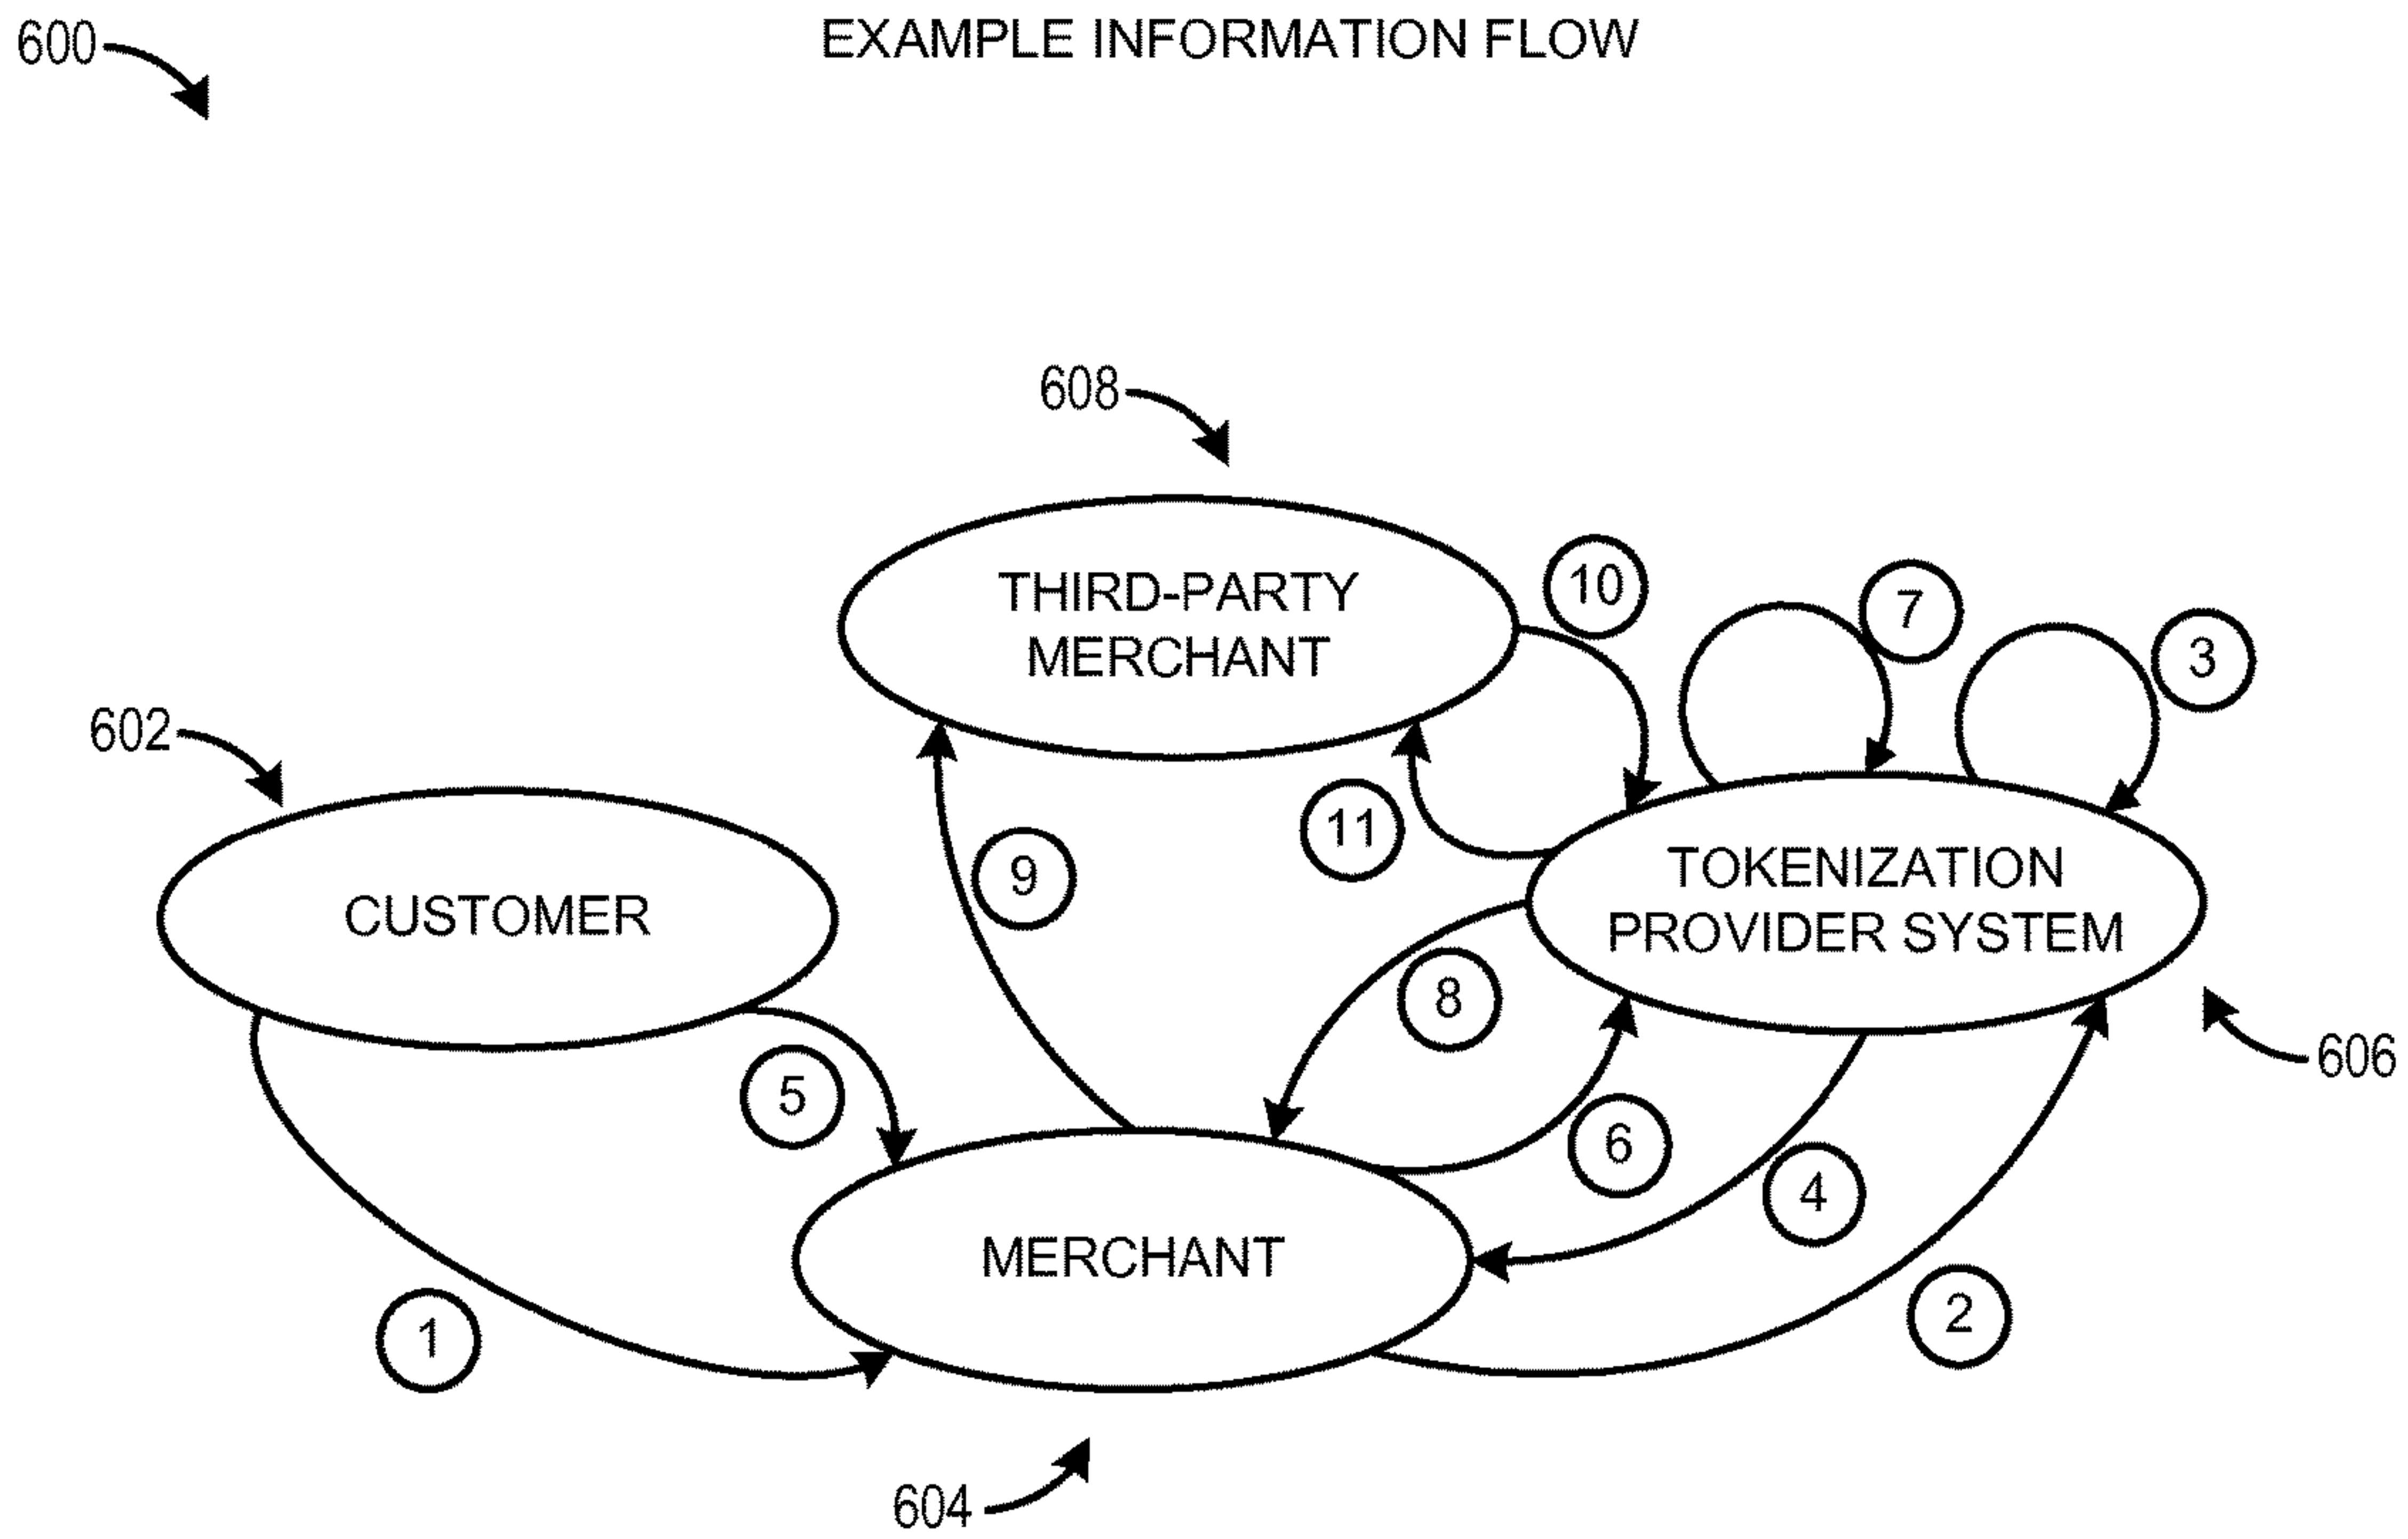 600
EXAMPLE INFORMATION FLOW
608
THIRD-PARTY
MERCHANT
10
7
3
602
CUSTOMER
9
11
TOKENIZATION
PROVIDER SYSTEM
8
606
5
6
4
MERCHANT
2
1
604